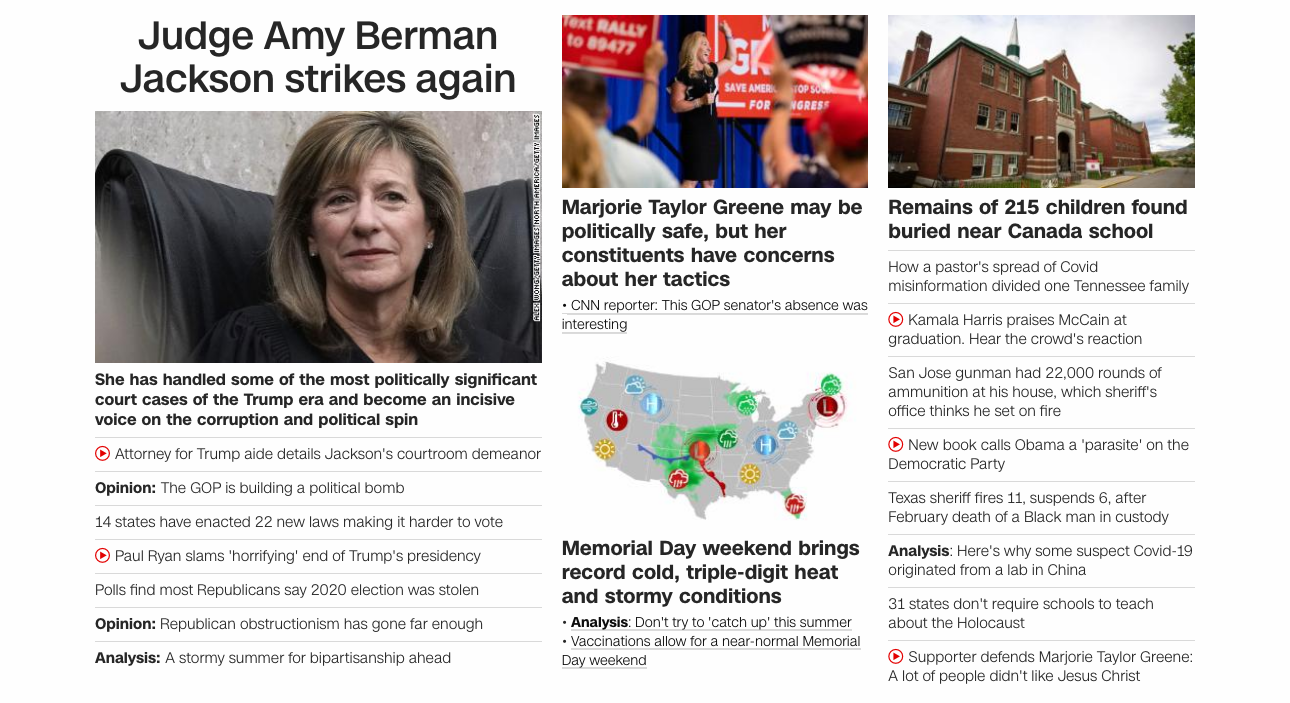 Judge Amy Berman
Jackson strikes again
ALEX WONG/GETTY IMAGES NORTH AMERICA/GETTY IMAGES
She has handled some of the most politically significant
court cases of the Trump era and become an incisive
voice on the corruption and political spin
Attorney for Trump aide details Jackson's courtroom demeanor
Opinion: The GOP is building a political bomb
14 states have enacted 22 new laws making it harder to vote
Paul Ryan slams 'horrifying' end of Trump's presidency
Polls find most Republicans say 2020 election was stolen
Opinion: Republican obstructionism has gone far enough
Analysis: A stormy summer for bipartisanship ahead
Text RALLY
to 89477
SAVE AMERICA STOP
FOR CONGRESS
Marjorie Taylor Greene may be
politically safe, but her
constituents have concerns
about her tactics
• CNN reporter: This GOP senator's absence was
interesting
H
L
L
H
Memorial Day weekend brings
record cold, triple-digit heat
and stormy conditions
• Analysis: Don't try to 'catch up' this summer
• Vaccinations allow for a near-normal Memorial
Day weekend
Remains of 215 children found
buried near Canada school
How a pastor's spread of Covid
misinformation divided one Tennessee family
Kamala Harris praises McCain at
graduation. Hear the crowd's reaction
San Jose gunman had 22,000 rounds of
ammunition at his house, which sheriff's
office thinks he set on fire
New book calls Obama a 'parasite' on the
Democratic Party
Texas sheriff fires 11, suspends 6, after
February death of a Black man in custody
Analysis: Here's why some suspect Covid-19
originated from a lab in China
31 states don't require schools to teach
about the Holocaust
Supporter defends Marjorie Taylor Greene:
A lot of people didn't like Jesus Christ